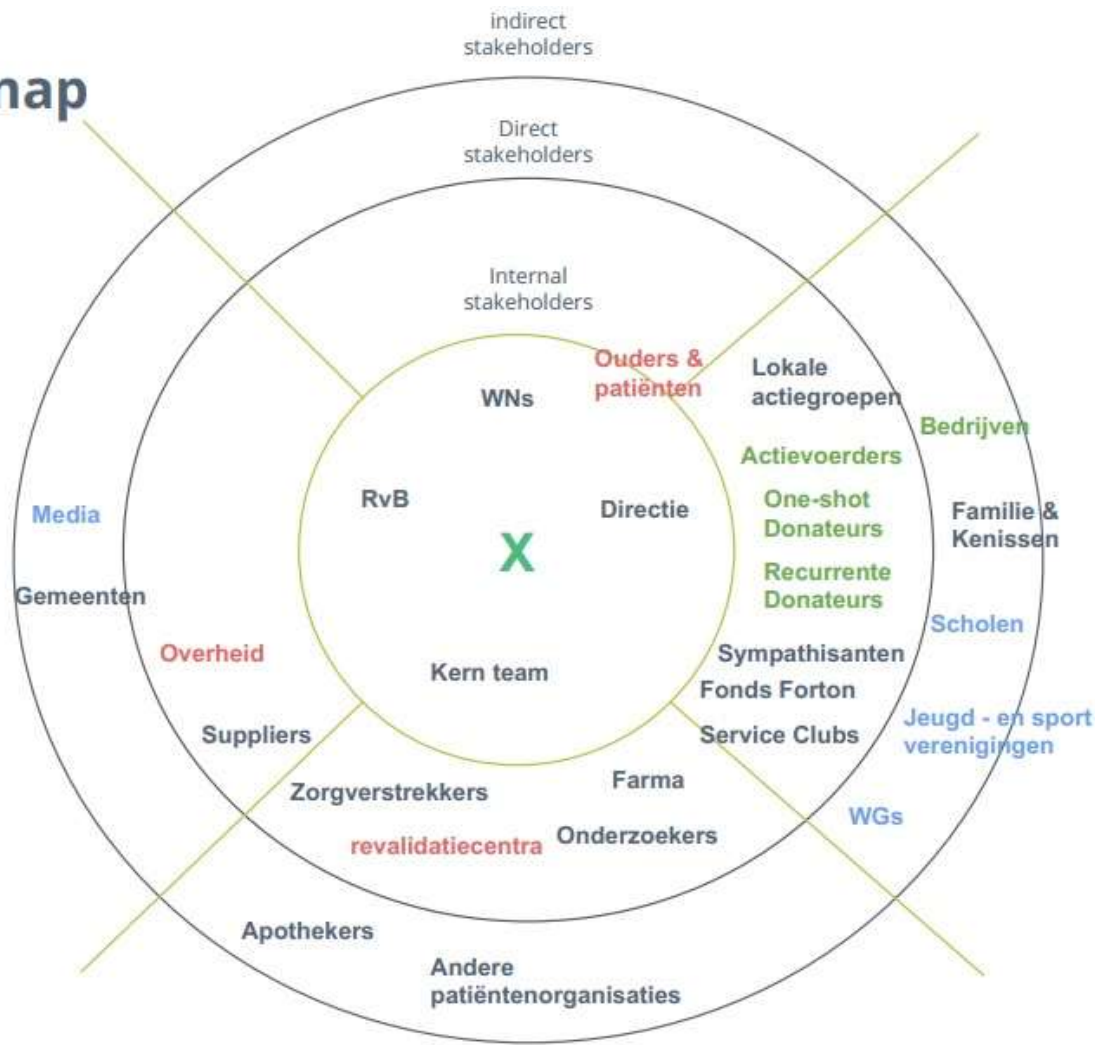 indirect
stakeholders
map
Direct
stakeholders
Internal
stakeholders
Ouders &
patiënten
WNs
Lokale
actiegroepen
Bedrijven
Actievoerders
RvB
Directie
One-shot
Donateurs
Media
Familie &
Kenissen
X
Recurrente
Donateurs
Gemeenten
Scholen
Overheid
Sympathisanten
Kern team
Fonds Forton
Suppliers
Service Clubs
Jeugd - en sport
verenigingen
Zorgverstrekkers
Farma
WGs
revalidatiecentra
Onderzoekers
Apothekers
Andere
patiëntenorganisaties